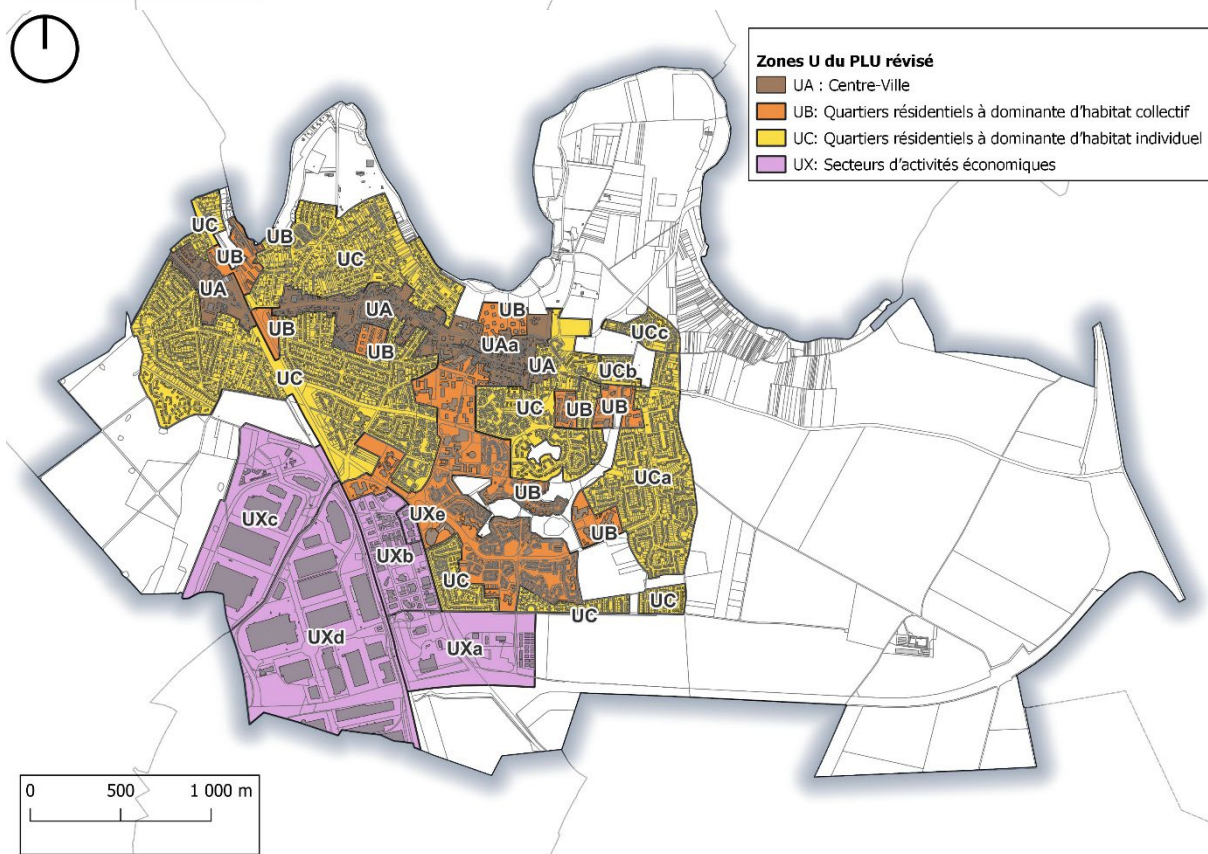 Zones U du PLU révisé
UA : Centre-Ville
UB: Quartiers résidentiels à dominante d'habitat collectif
UC: Quartiers résidentiels à dominante d'habitat individuel
UX: Secteurs d'activités économiques
UC
UB
UB
UC
UA
UA
UB
UB
UB
UAa
UA
UCc
UCb
UC
UC
UB
UB
UCa
UB
UB
UXc
UXe
UXb
UC
UC
UC
UXd
UXa
0 500 1 000 m